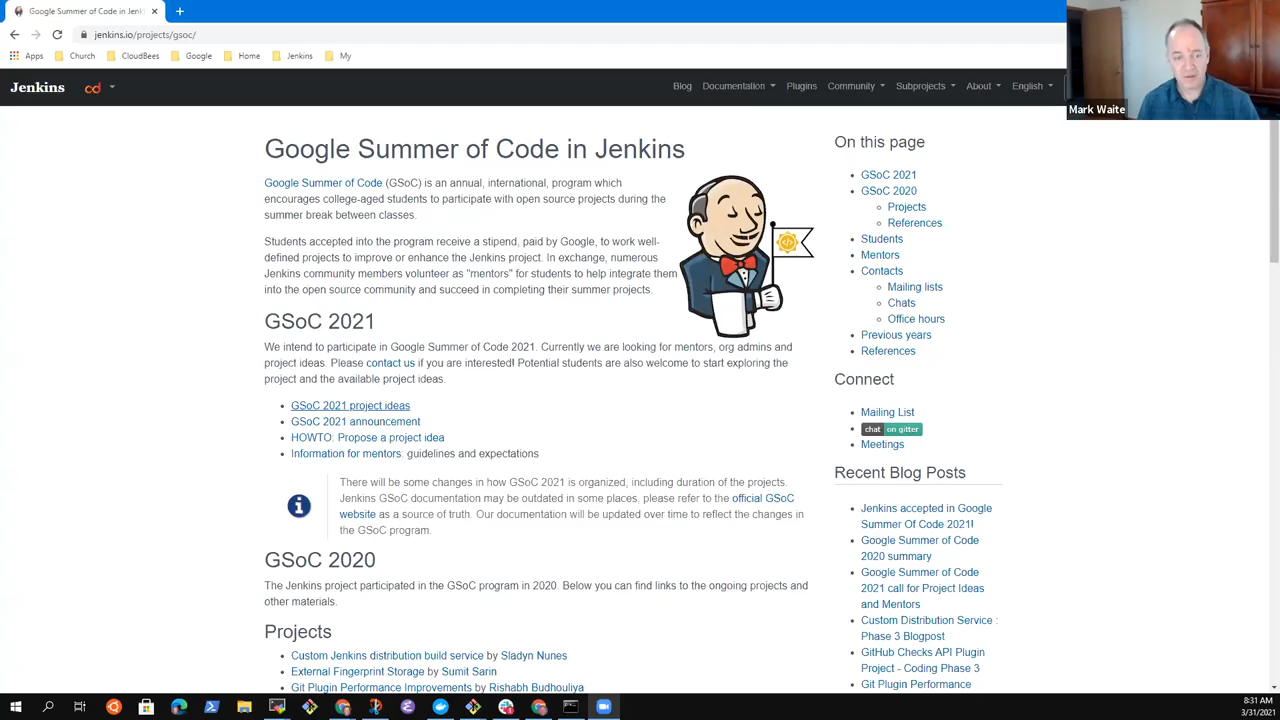 Google Summer of Code in Jenkins
jenkins.io/projects/gsoc/
Apps
Church
CloudBees
Google
Home
Jenkins
My
Jenkins
cd
Blog
Documentation
Plugins
Community
Subprojects
About
English
Mark Waite
Google Summer of Code in Jenkins
Google Summer of Code (GSoC) is an annual, international, program which
encourages college-aged students to participate with open source projects during the
summer break between classes.
Students accepted into the program receive a stipend, paid by Google, to work well-
defined projects to improve or enhance the Jenkins project. In exchange, numerous
Jenkins community members volunteer as "mentors" for students to help integrate them
into the open source community and succeed in completing their summer projects.
GSoC 2021
We intend to participate in Google Summer of Code 2021. Currently we are looking for mentors, org admins and
project ideas. Please contact us if you are interested! Potential students are also welcome to start exploring the
project and the available project ideas.
GSoC 2021 project ideas
GSoC 2021 announcement
HOWTO: Propose a project idea
Information for mentors: guidelines and expectations
There will be some changes in how GSoC 2021 is organized, including duration of the projects.
Jenkins GSoC documentation may be outdated in some places, please refer to the official GSoC
website as a source of truth. Our documentation will be updated over time to reflect the changes in
the GSoC program.
GSoC 2020
The Jenkins project participated in the GSoC program in 2020. Below you can find links to the ongoing projects and
other materials.
Projects
Custom Jenkins distribution build service by Sladyn Nunes
External Fingerprint Storage by Sumit Sarin
Git Plugin Performance Improvements by Rishabh Budhouliya
On this page
GSoC 2021
GSoC 2020
Projects
References
Students
Mentors
Contacts
Mailing lists
Chats
Office hours
Previous years
References
Connect
Mailing List
chat on gitter
Meetings
Recent Blog Posts
Jenkins accepted in Google
Summer Of Code 2021!
Google Summer of Code
2020 summary
Google Summer of Code
2021 call for Project Ideas
and Mentors
Custom Distribution Service :
Phase 3 Blogpost
GitHub Checks API Plugin
Project - Coding Phase 3
Git Plugin Performance
8:31 AM
3/31/2021